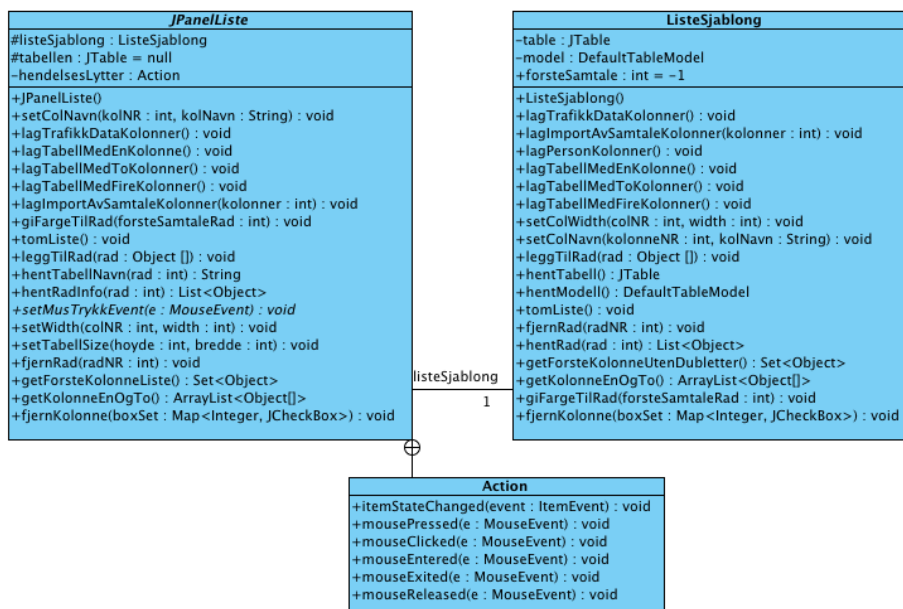 JPanelListe
#listeSjablong : ListeSjablong
#tabellen : JTable = null
-hendelsesLytter : Action
+JPanelListe()
+setColNavn(kolNR : int, kolNavn : String) : void
+lagTrafikkDataKolonner() : void
+lagTabellMedEnKolonne() : void
+lagTabellMedToKolonner() : void
+lagTabellMedFireKolonner() : void
+lagImportAvSamtaleKolonner(kolonner : int) : void
+giFargeTilRad(forsteSamtaleRad : int) : void
+tomListe() : void
+leggTilRad(rad : Object []) : void
+hentTabellNavn(rad : int) : String
+hentRadInfo(rad : int) : List<Object>
+setMusTrykkEvent(e : MouseEvent) : void
+setWidth(colNR : int, width : int) : void
+setTabellSize(hoyde : int, bredde : int) : void
+fjernRad(radNR : int) : void
+getForsteKolonneListe() : Set<Object>
+getKolonneEnOgTo() : ArrayList<Object[]>
+fjernKolonne(boxSet : Map<Integer, JCheckBox>) : void
listeSjablong
1
ListeSjablong
-table : JTable
-model : DefaultTableModel
+forsteSamtale : int = -1
+ListeSjablong()
+lagTrafikkDataKolonner() : void
+lagImportAvSamtaleKolonner(kolonner : int) : void
+lagPersonKolonner() : void
+lagTabellMedEnKolonne() : void
+lagTabellMedToKolonner() : void
+lagTabellMedFireKolonner() : void
+setColWidth(colNR : int, width : int) : void
+setColNavn(kolonneNR : int, kolNavn : String) : void
+leggTilRad(rad : Object []) : void
+hentTabell() : JTable
+hentModell() : DefaultTableModel
+tomListe() : void
+fjernRad(radNR : int) : void
+hentRad(rad : int) : List<Object>
+getForsteKolonneUtenDubletter() : Set<Object>
+getKolonneEnOgTo() : ArrayList<Object[]>
+giFargeTilRad(forsteSamtaleRad : int) : void
+fjernKolonne(boxSet : Map<Integer, JCheckBox>) : void
Action
+itemStateChanged(event : ItemEvent) : void
+mousePressed(e : MouseEvent) : void
+mouseClicked(e : MouseEvent) : void
+mouseEntered(e : MouseEvent) : void
+mouseExited(e : MouseEvent) : void
+mouseReleased(e : MouseEvent) : void